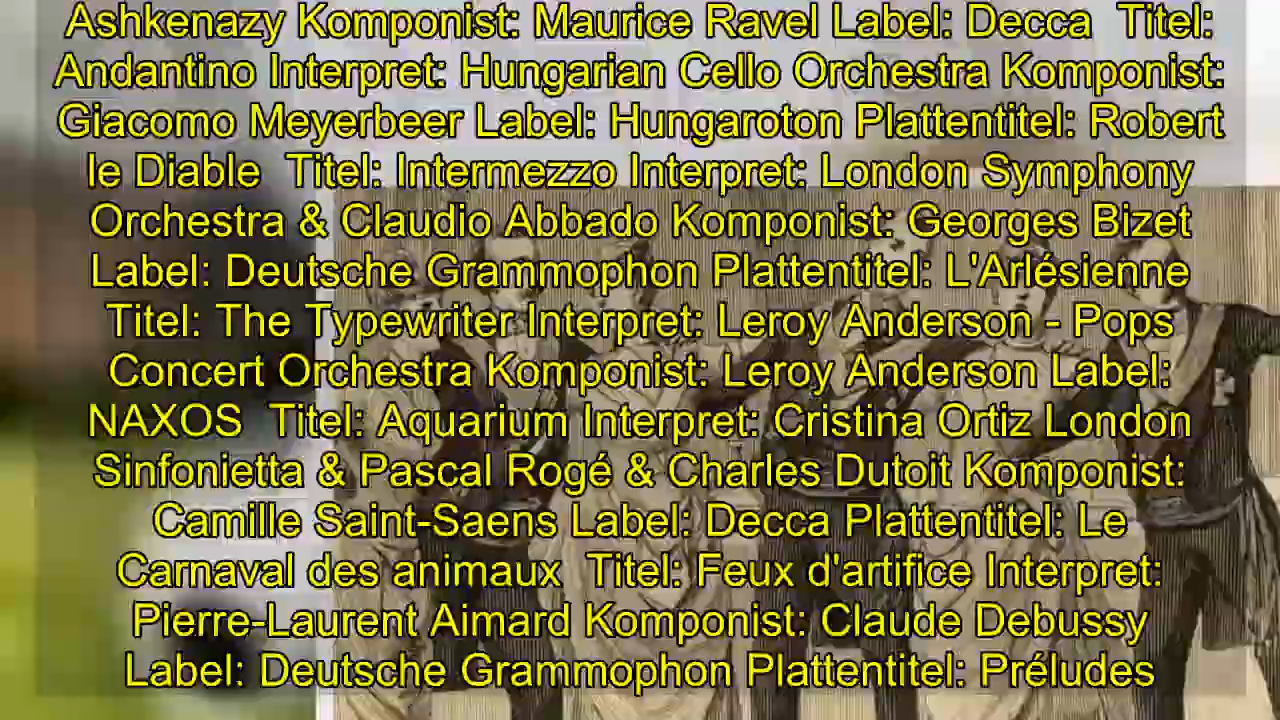 Ashkenazy Komponist: Maurice Ravel Label: Decca  Titel:
Andantino Interpret: Hungarian Cello Orchestra Komponist:
Giacomo Meyerbeer Label: Hungaroton Plattentitel: Robert
le Diable  Titel: Intermezzo Interpret: London Symphony
Orchestra & Claudio Abbado Komponist: Georges Bizet
Label: Deutsche Grammophon Plattentitel: L'Arlésienne
Titel: The Typewriter Interpret: Leroy Anderson - Pops
Concert Orchestra Komponist: Leroy Anderson Label:
NAXOS  Titel: Aquarium Interpret: Cristina Ortiz London
Sinfonietta & Pascal Rogé & Charles Dutoit Komponist:
Camille Saint-Saens Label: Decca Plattentitel: Le
Carnaval des animaux  Titel: Feux d'artifice Interpret:
Pierre-Laurent Aimard Komponist: Claude Debussy
Label: Deutsche Grammophon Plattentitel: Préludes